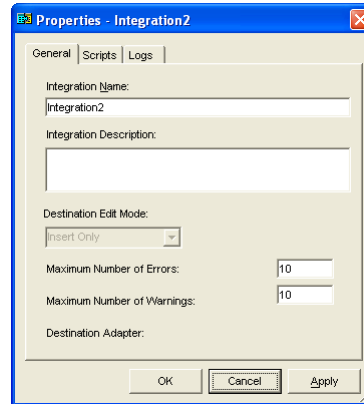 Properties - Integration2
General Scripts Logs
Integration Name:
Integration2
Integration Description:
Destination Edit Mode:
Insert Only
Maximum Number of Errors: 10
Maximum Number of Warnings: 10
Destination Adapter:
OK Cancel Apply